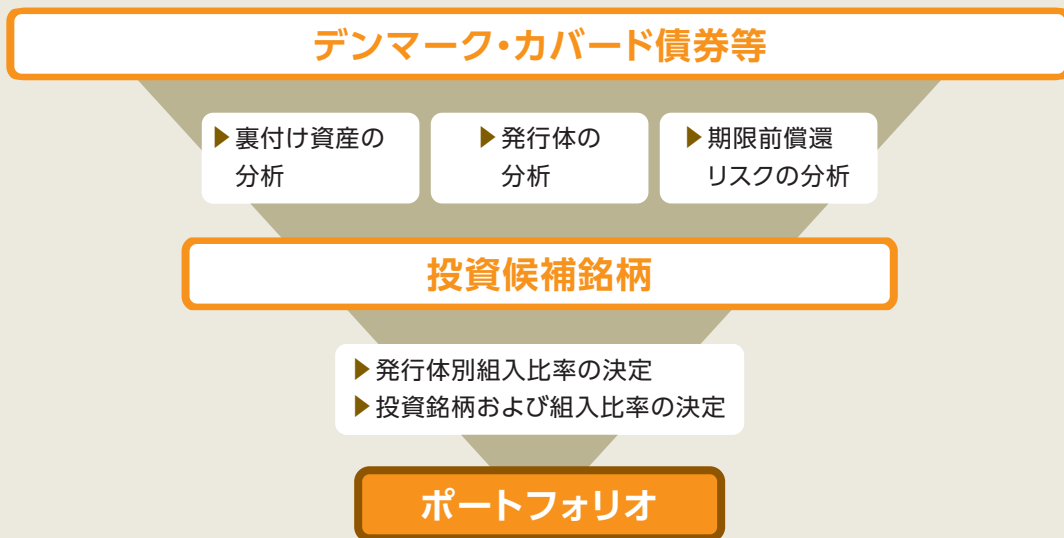 デンマーク・カバード債券等
▶裏付け資産の
分析
▶発行体の
分析
▶期限前償還
リスクの分析
投資候補銘柄
▶発行体別組入比率の決定
▶投資銘柄および組入比率の決定
ポートフォリオ